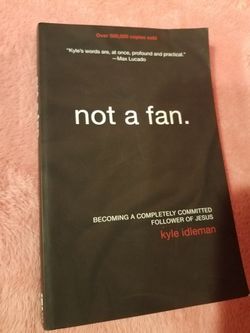 Over 500,000 copies sold
"Kyle's words are, at once, profound and practical."
—Max Lucado
not a fan.
BECOMING A COMPLETELY COMMITTED
FOLLOWER OF JESUS
kyle idleman